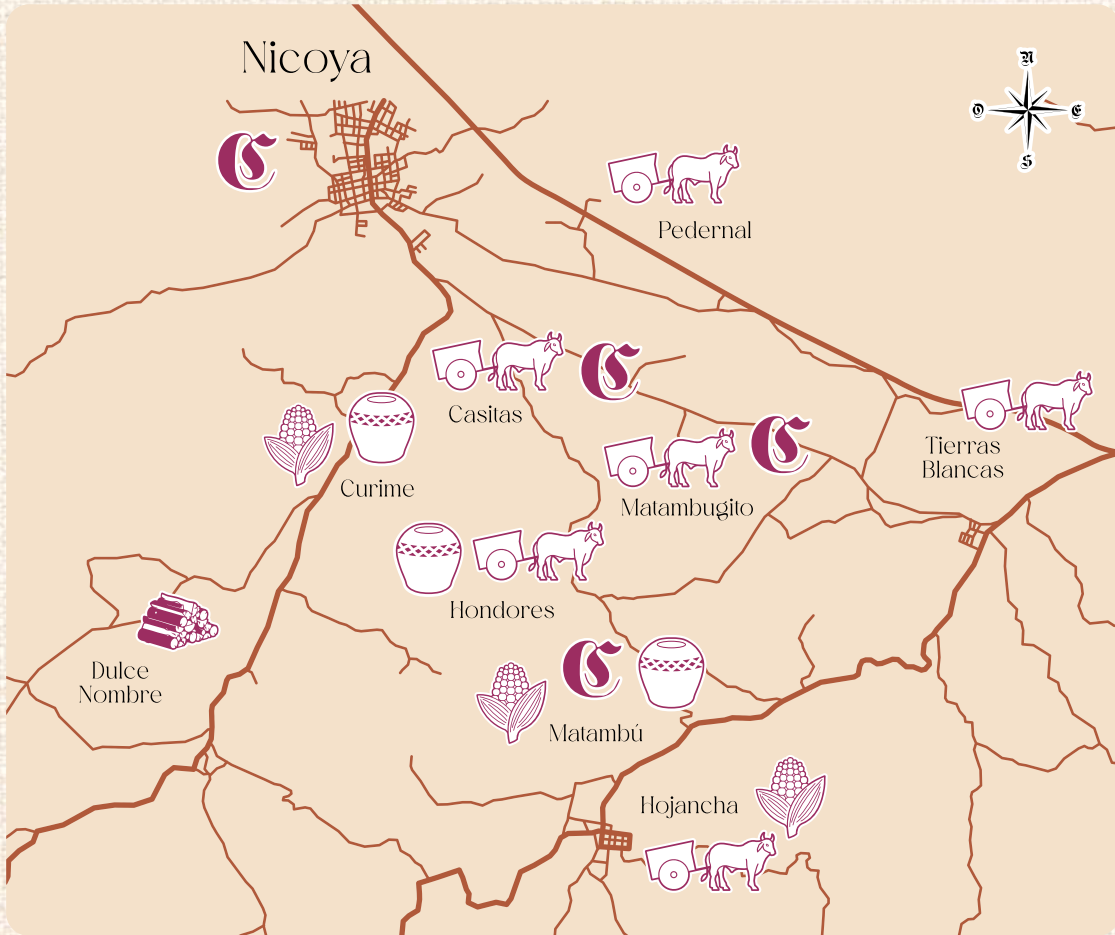 Nicoya
N
O
E
S
C
Pedernal
C
Casitas
Tierras
Blancas
C
Curime
Matambugito
Hondores
C
Dulce
Nombre
Matambú
Hojancha